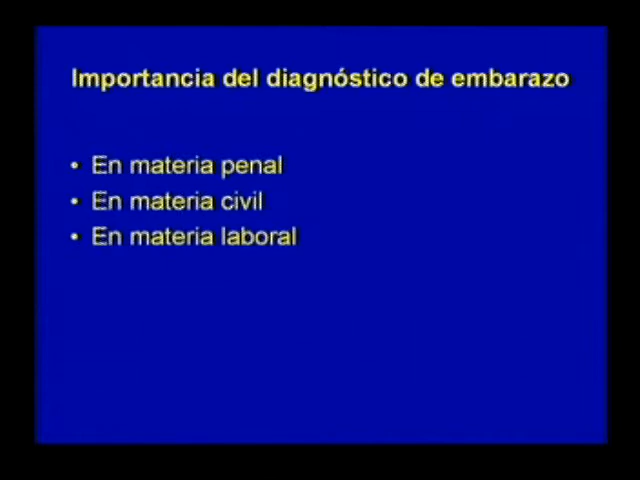 Importancia del diagnóstico de embarazo
• En materia penal
• En materia civil
• En materia laboral